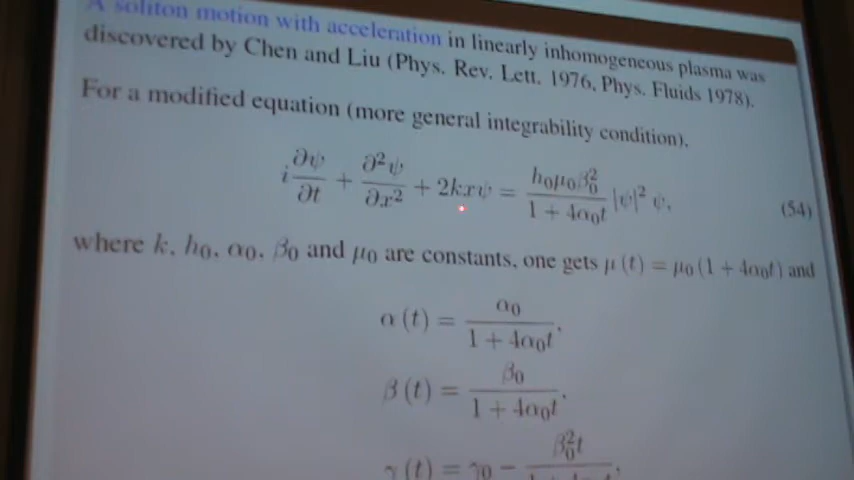 A soliton motion with acceleration in linearly inhomogeneous plasma was
discovered by Chen and Liu (Phys. Rev. Lett. 1976, Phys. Fluids 1978).
For a modified equation (more general integrability condition),
i ∂ψ/∂t + ∂²ψ/∂x² + 2kxψ = h₀μ₀β₀²/(1 + 4α₀t) |ψ|² ψ, (54)
where k, h₀, α₀, β₀ and μ₀ are constants, one gets μ (t) = μ₀ (1 + 4α₀t) and
α (t) = α₀/(1 + 4α₀t),
β (t) = β₀/(1 + 4α₀t),
γ (t) = γ₀ − β₀²t